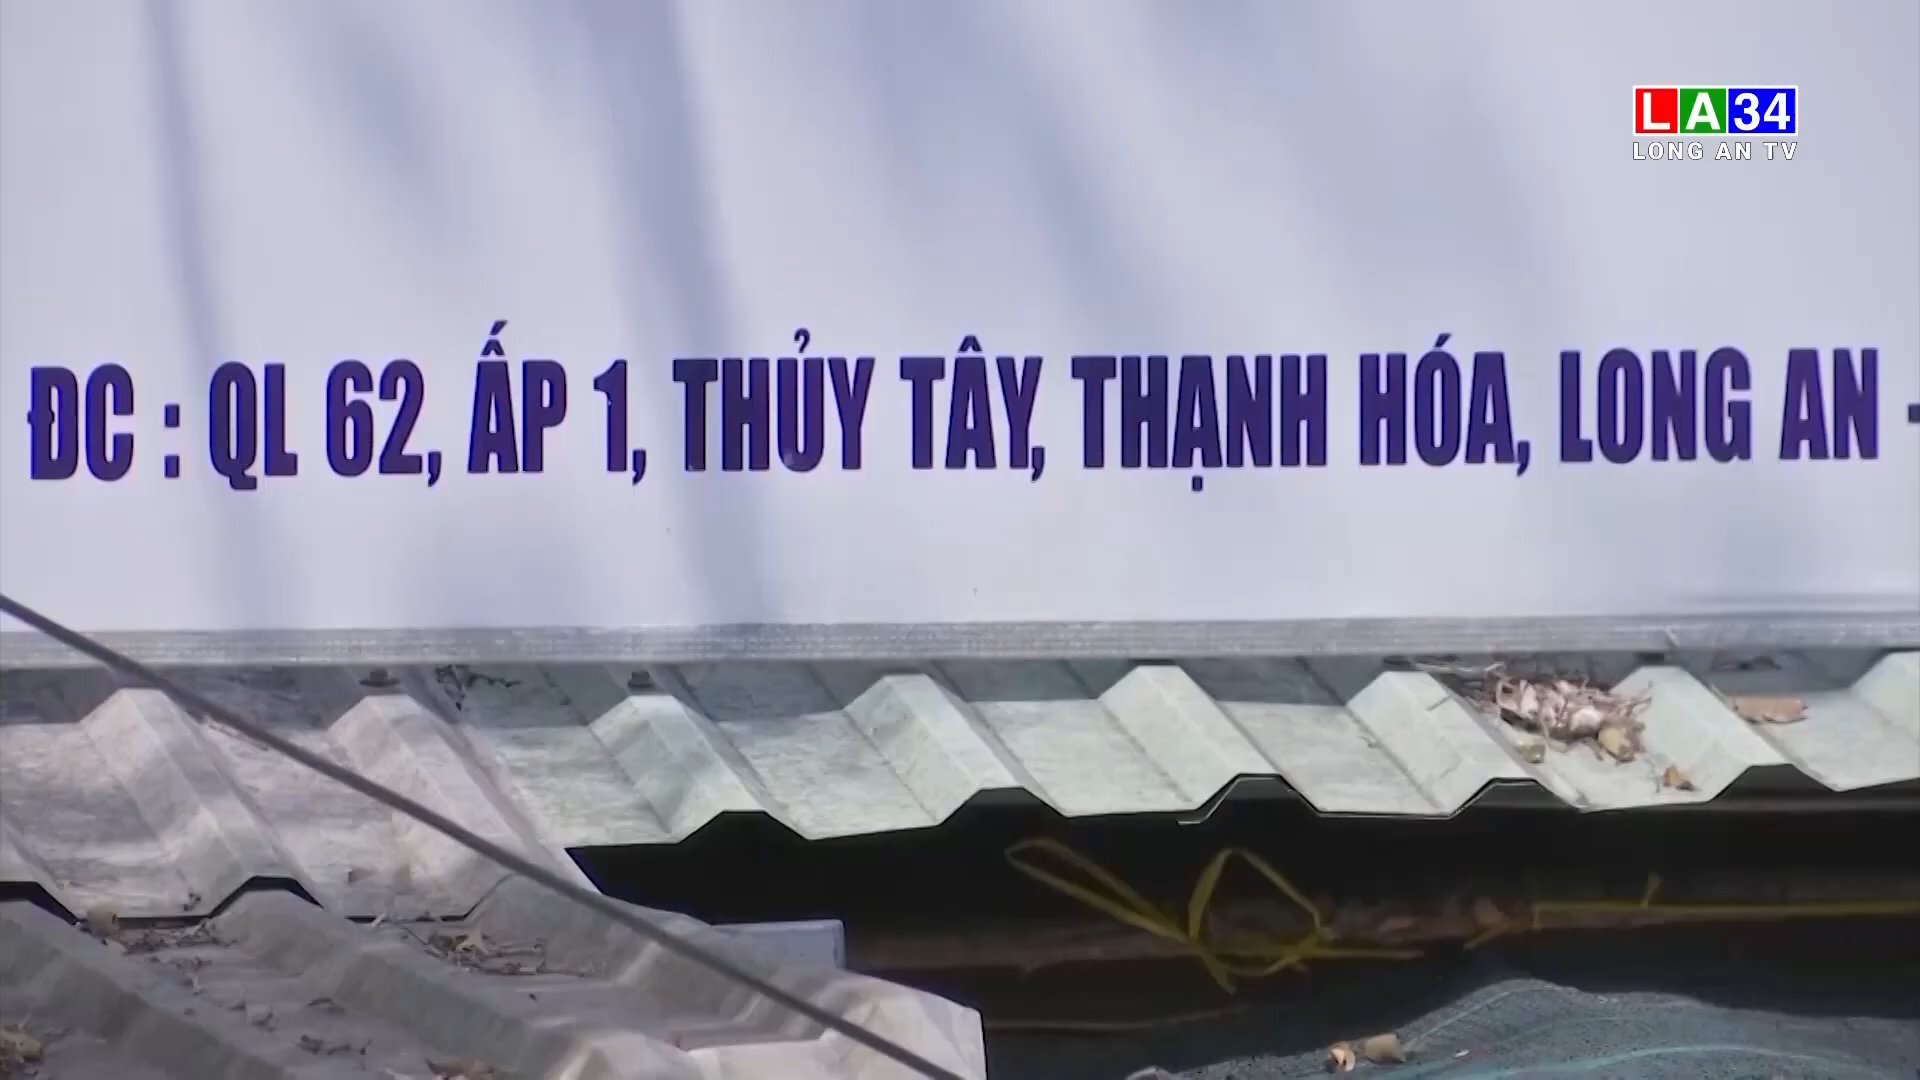 LA34
LONG AN TV
ĐC : QL 62, ẤP 1, THỦY TÂY, THẠNH HÓA, LONG AN -